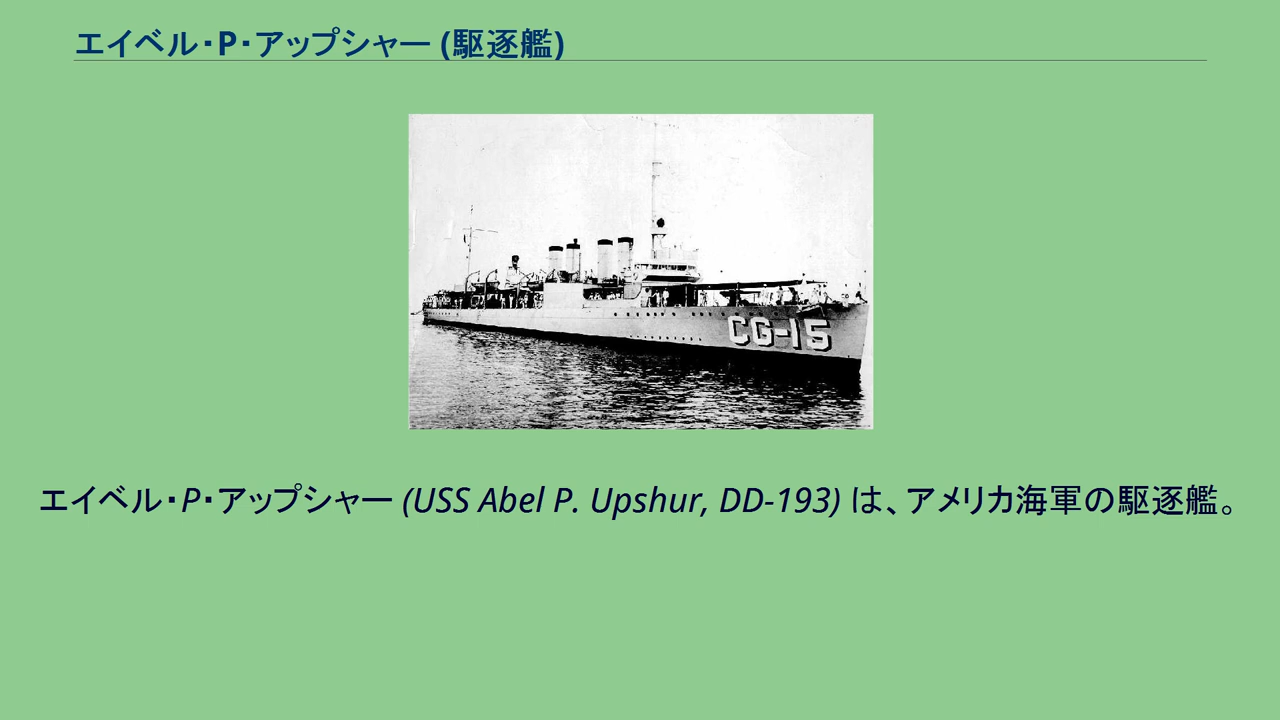 エイベル・P・アップシャー (駆逐艦)
CG-15
エイベル・P・アップシャー (USS Abel P. Upshur, DD-193) は、アメリカ海軍の駆逐艦。